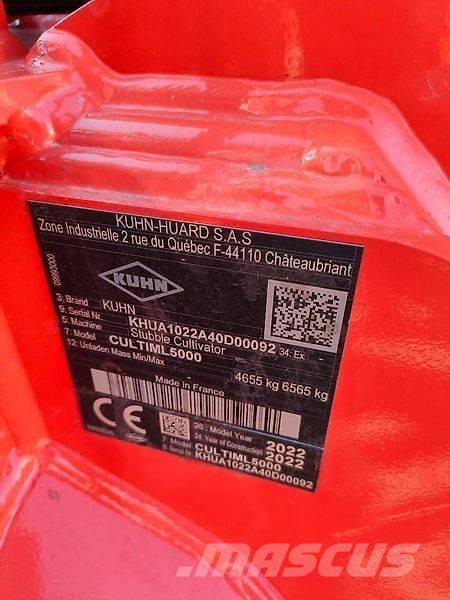 KUHN-HUARD S.A.S
Zone Industrielle 2 rue du Québec F-44110 Châteaubriant
KUHN
3: Brand KUHN
9: Serial Nr. KHUA1022A40D00092 34: Ex
5: Machine Stubble Cultivator
7: Model CULTIML5000
12: Unladen Mass Min/Max 4655 kg 6565 kg
Made in France
CE
26: Model Year 2022
24: Year of Construction 2022
7: Model CULTIML5000
9: Serial Nr. KHUA1022A40D00092
MASCUS